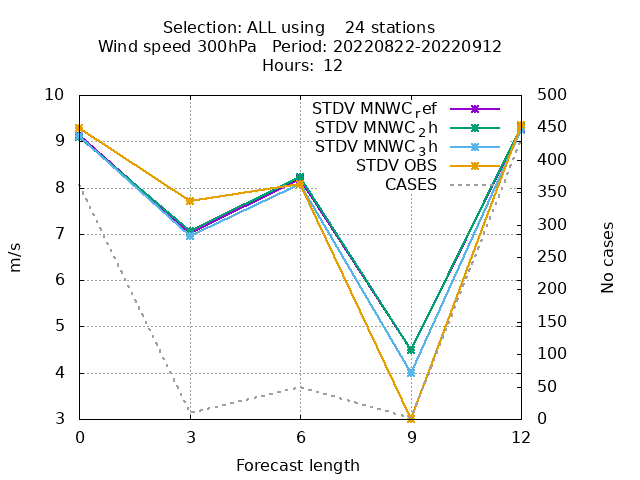 Selection: ALL using    24 stations
Wind speed 300hPa   Period: 20220822-20220912
Hours: 12
STDV MNWC_ref
STDV MNWC_2h
STDV MNWC_3h
STDV OBS
CASES
10
9
8
7
6
5
4
3
m/s
500
450
400
350
300
250
200
150
100
50
0
No cases
0
3
6
9
12
Forecast length